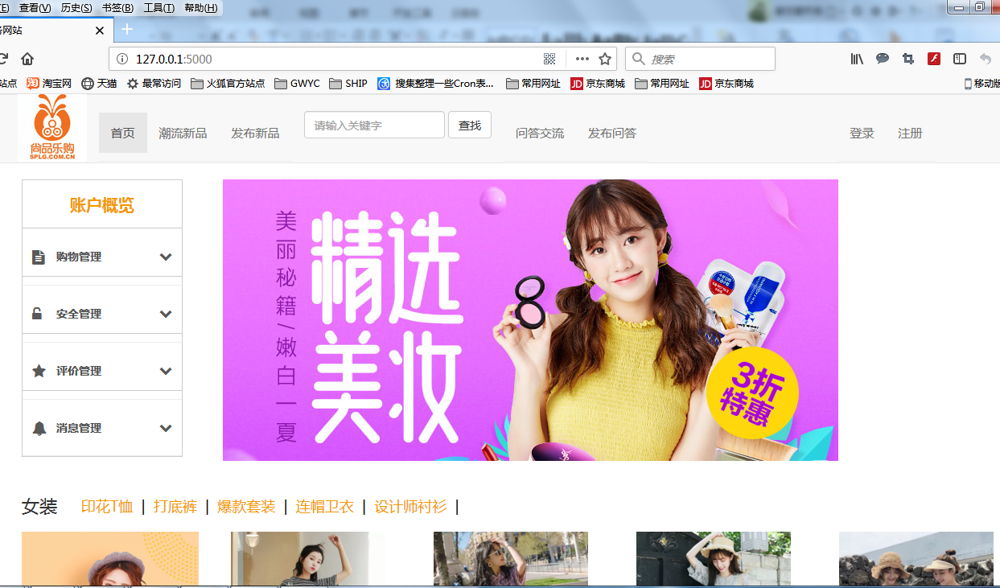 (E) 查看(V) 历史(S) 书签(B) 工具(T) 帮助(H)
务网站
127.0.0.1:5000
搜索
站点 淘宝网 天猫 最常访问 火狐官方站点 GWYC SHIP 搜集整理一些Cron表... 常用网址 JD 京东商城 常用网址 JD 京东商城 移动版
尚品乐购
SPLG.COM.CN
首页 潮流新品 发布新品 请输入关键字 查找 问答交流 发布问答 登录 注册
账户概览
购物管理
安全管理
评价管理
消息管理
美丽秘籍/嫩白一夏
精选
美妆
3折
特惠
女装 印花T恤 | 打底裤 | 爆款套装 | 连帽卫衣 | 设计师衬衫 |